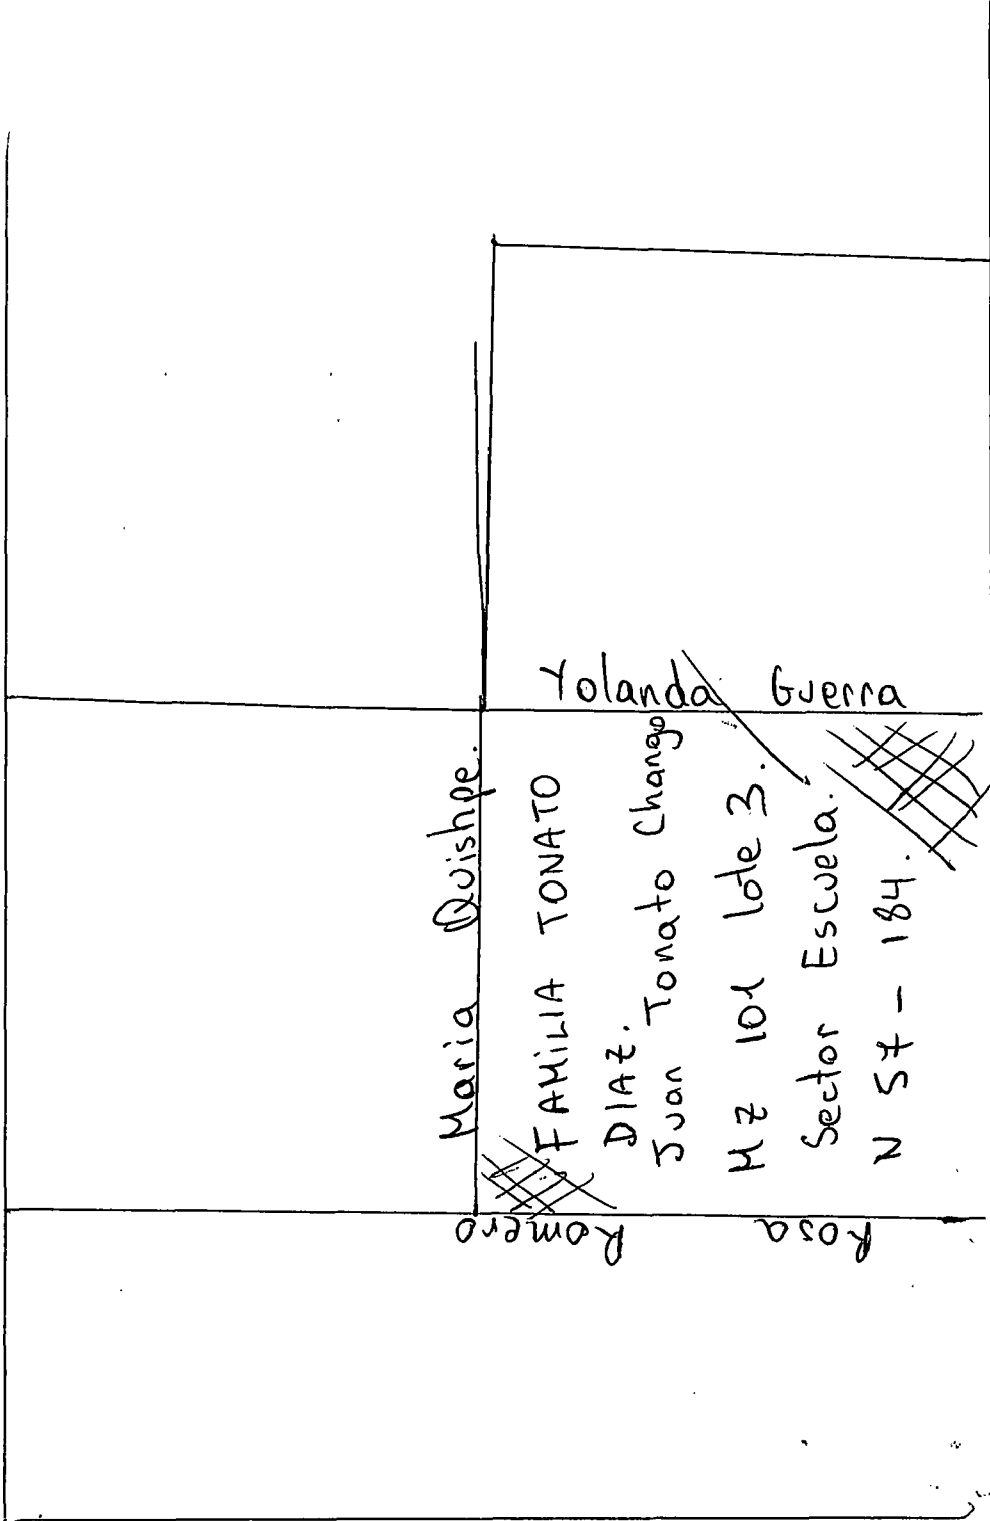 Maria Quishpe.
Yolanda Guerra
FAMiLIA TONATO
DIAZ.
Juan Tonato Chango
MZ 101 lote 3.
Sector Escuela.
N 57 - 184.
Rosa Romero